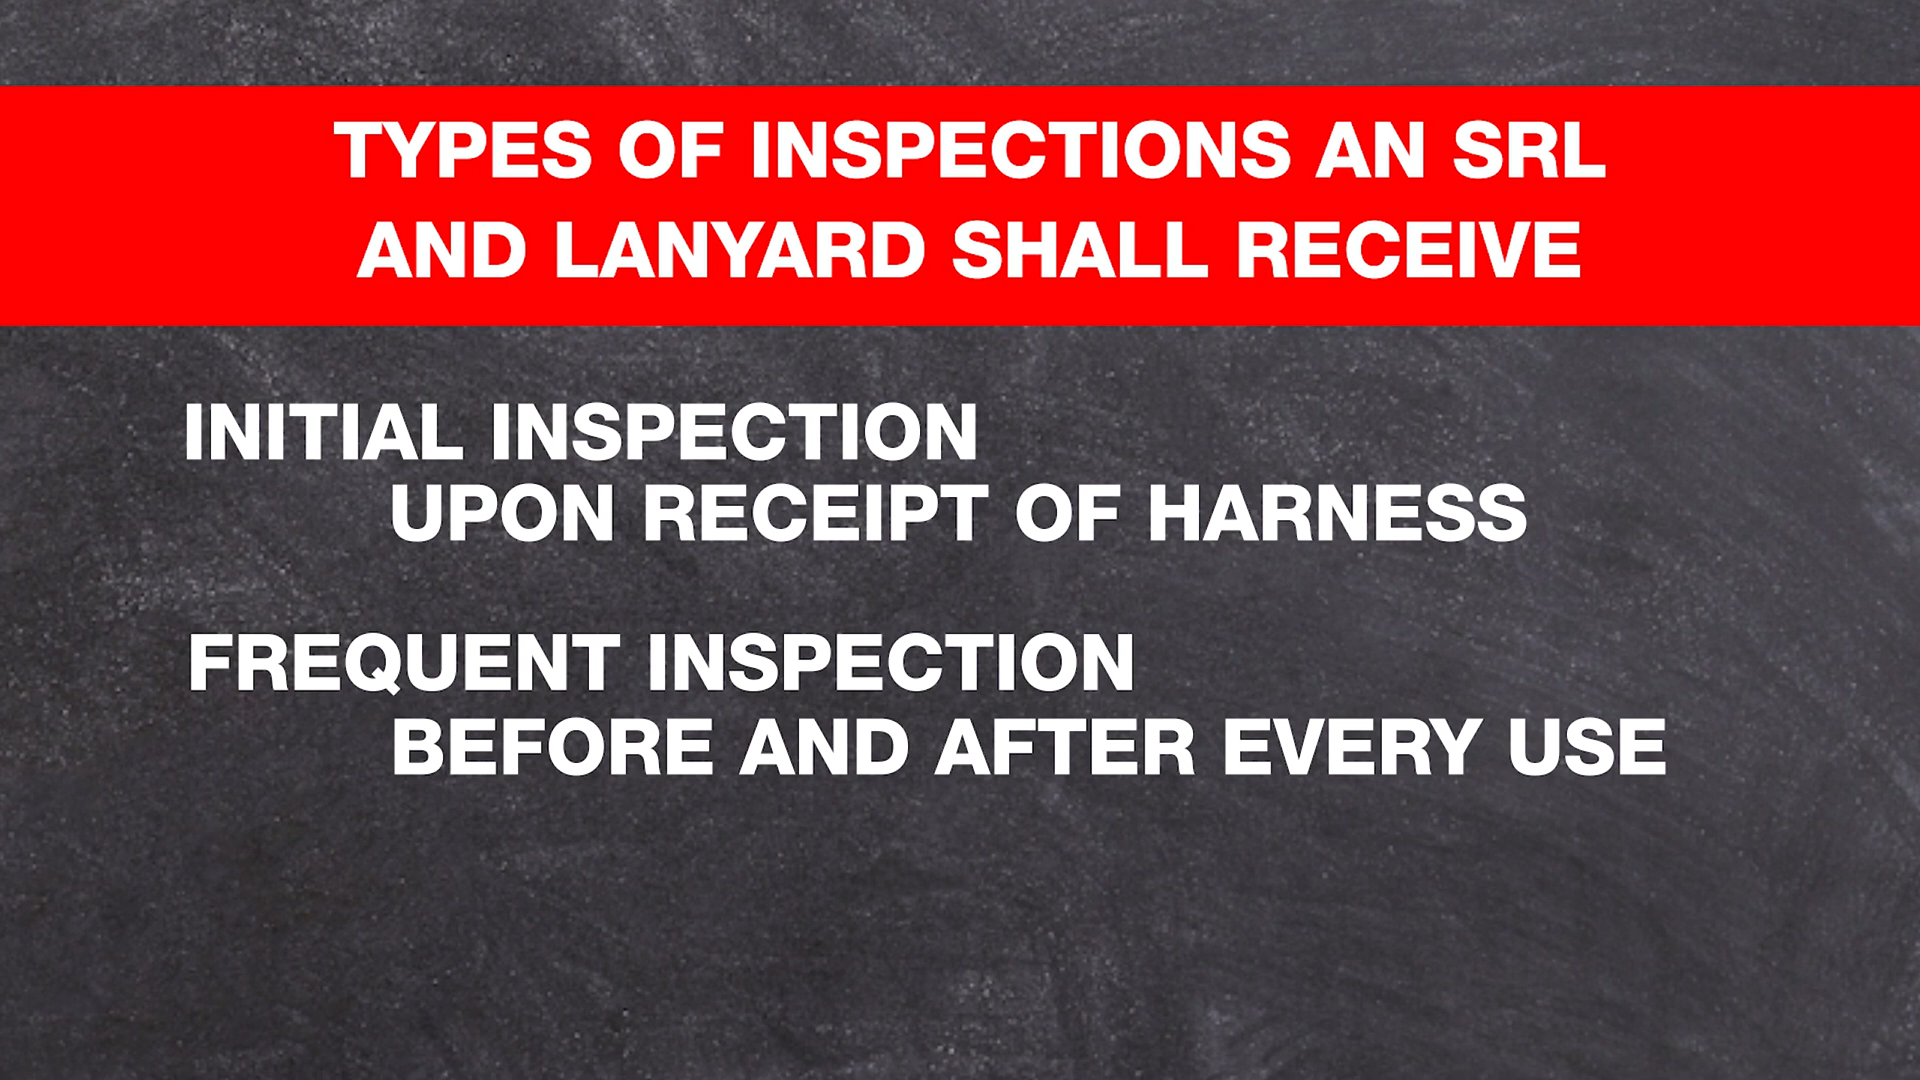 TYPES OF INSPECTIONS AN SRL
AND LANYARD SHALL RECEIVE
INITIAL INSPECTION
UPON RECEIPT OF HARNESS
FREQUENT INSPECTION
BEFORE AND AFTER EVERY USE